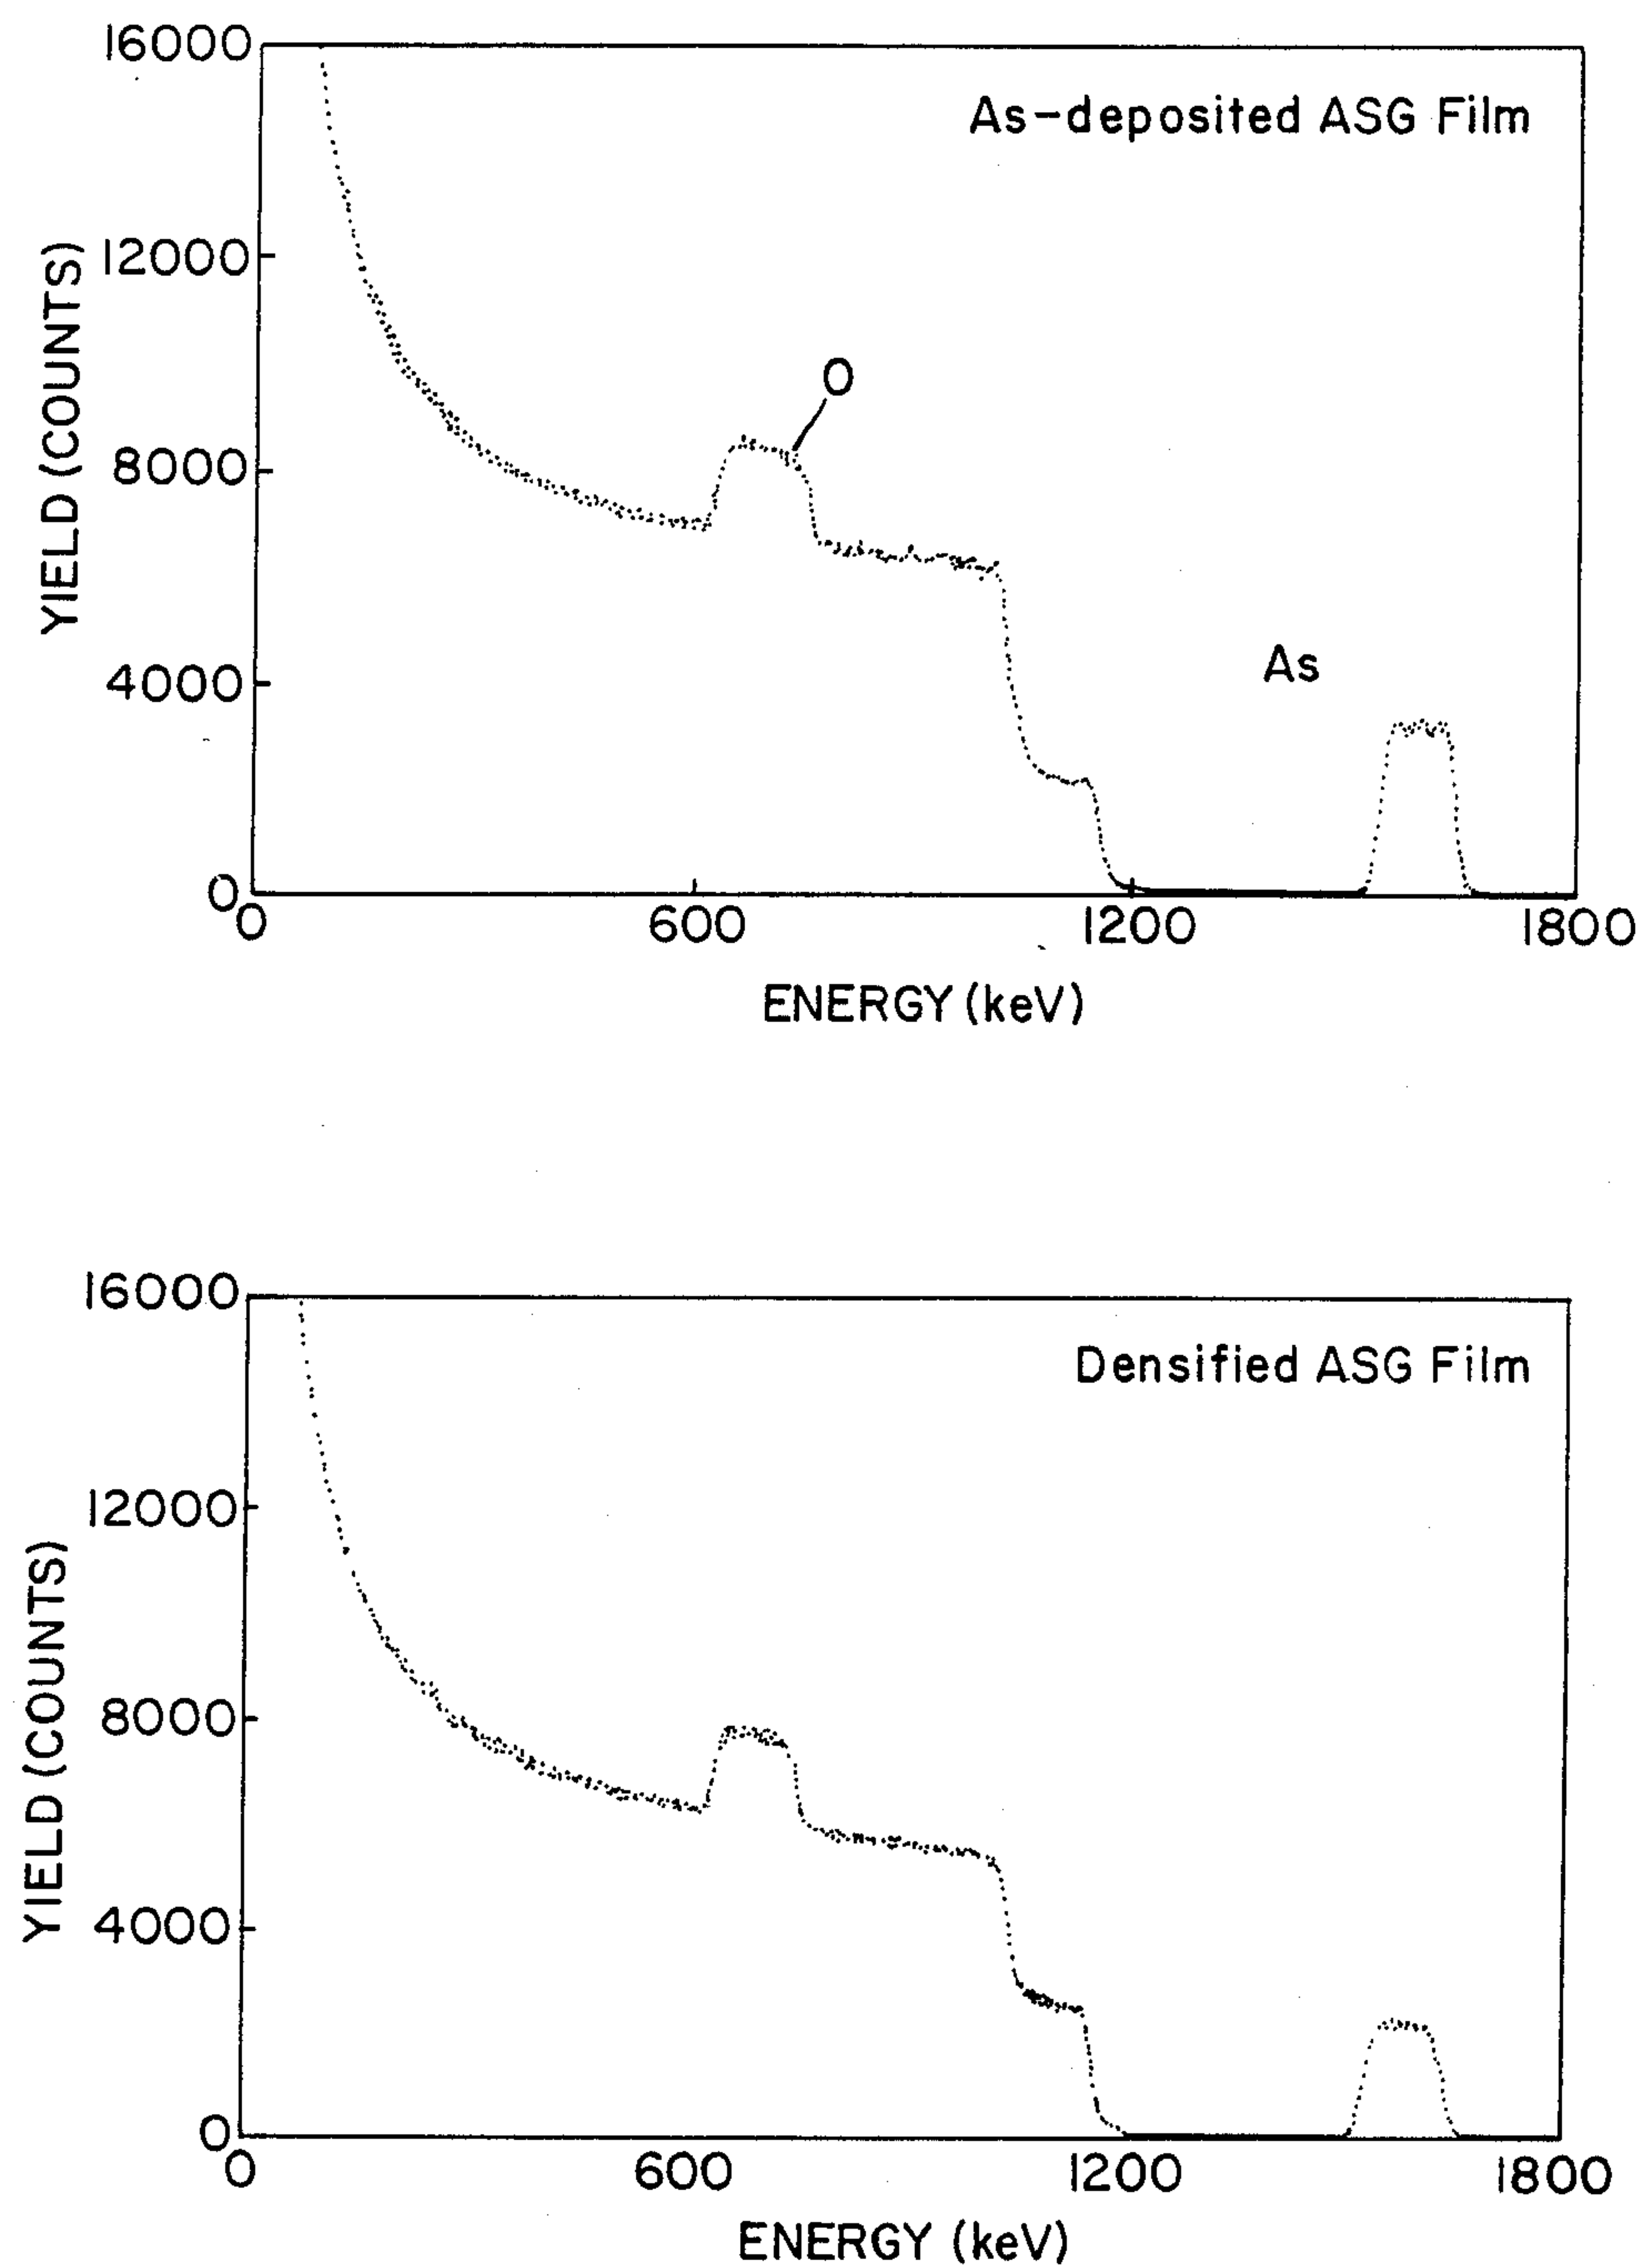 16000
As-deposited ASG Film
12000
O
8000
YIELD (COUNTS)
4000
As
0
0 600 1200 1800
ENERGY (keV)
16000
Densified ASG Film
12000
8000
YIELD (COUNTS)
4000
0
0 600 1200 1800
ENERGY (keV)